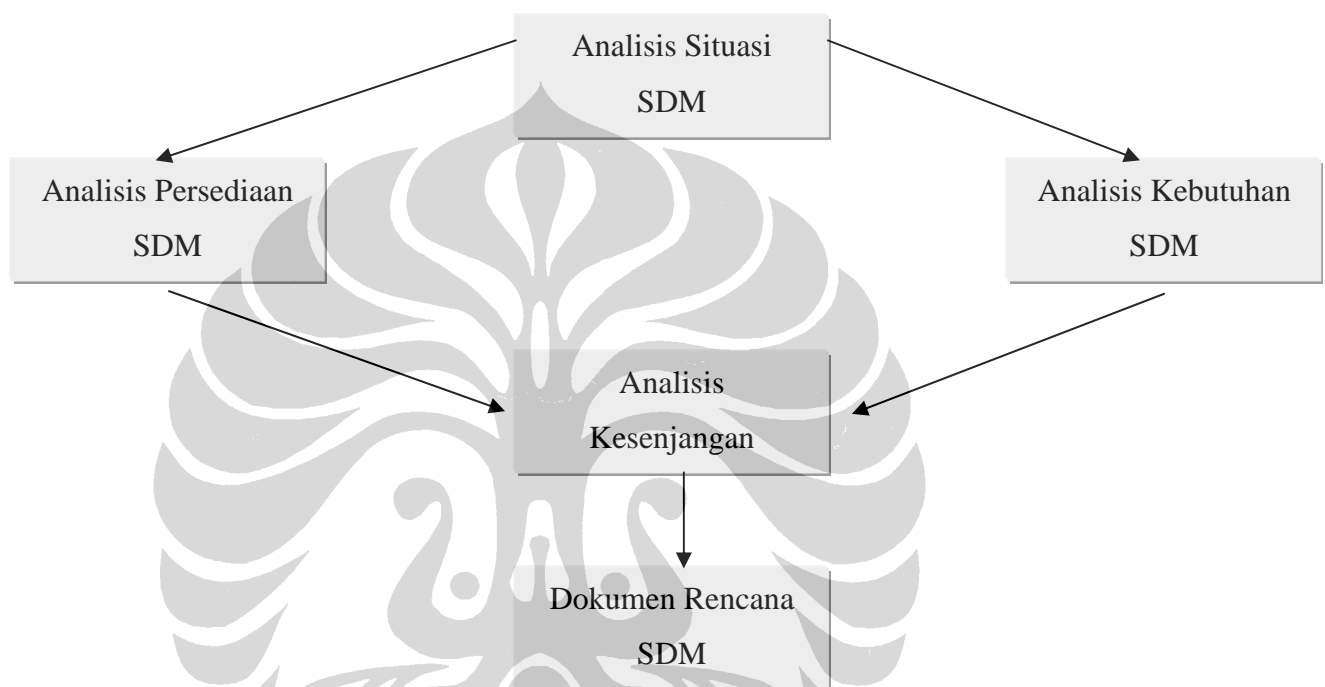 Analisis Situasi
SDM
Analisis Persediaan
SDM
Analisis Kebutuhan
SDM
Analisis
Kesenjangan
Dokumen Rencana
SDM